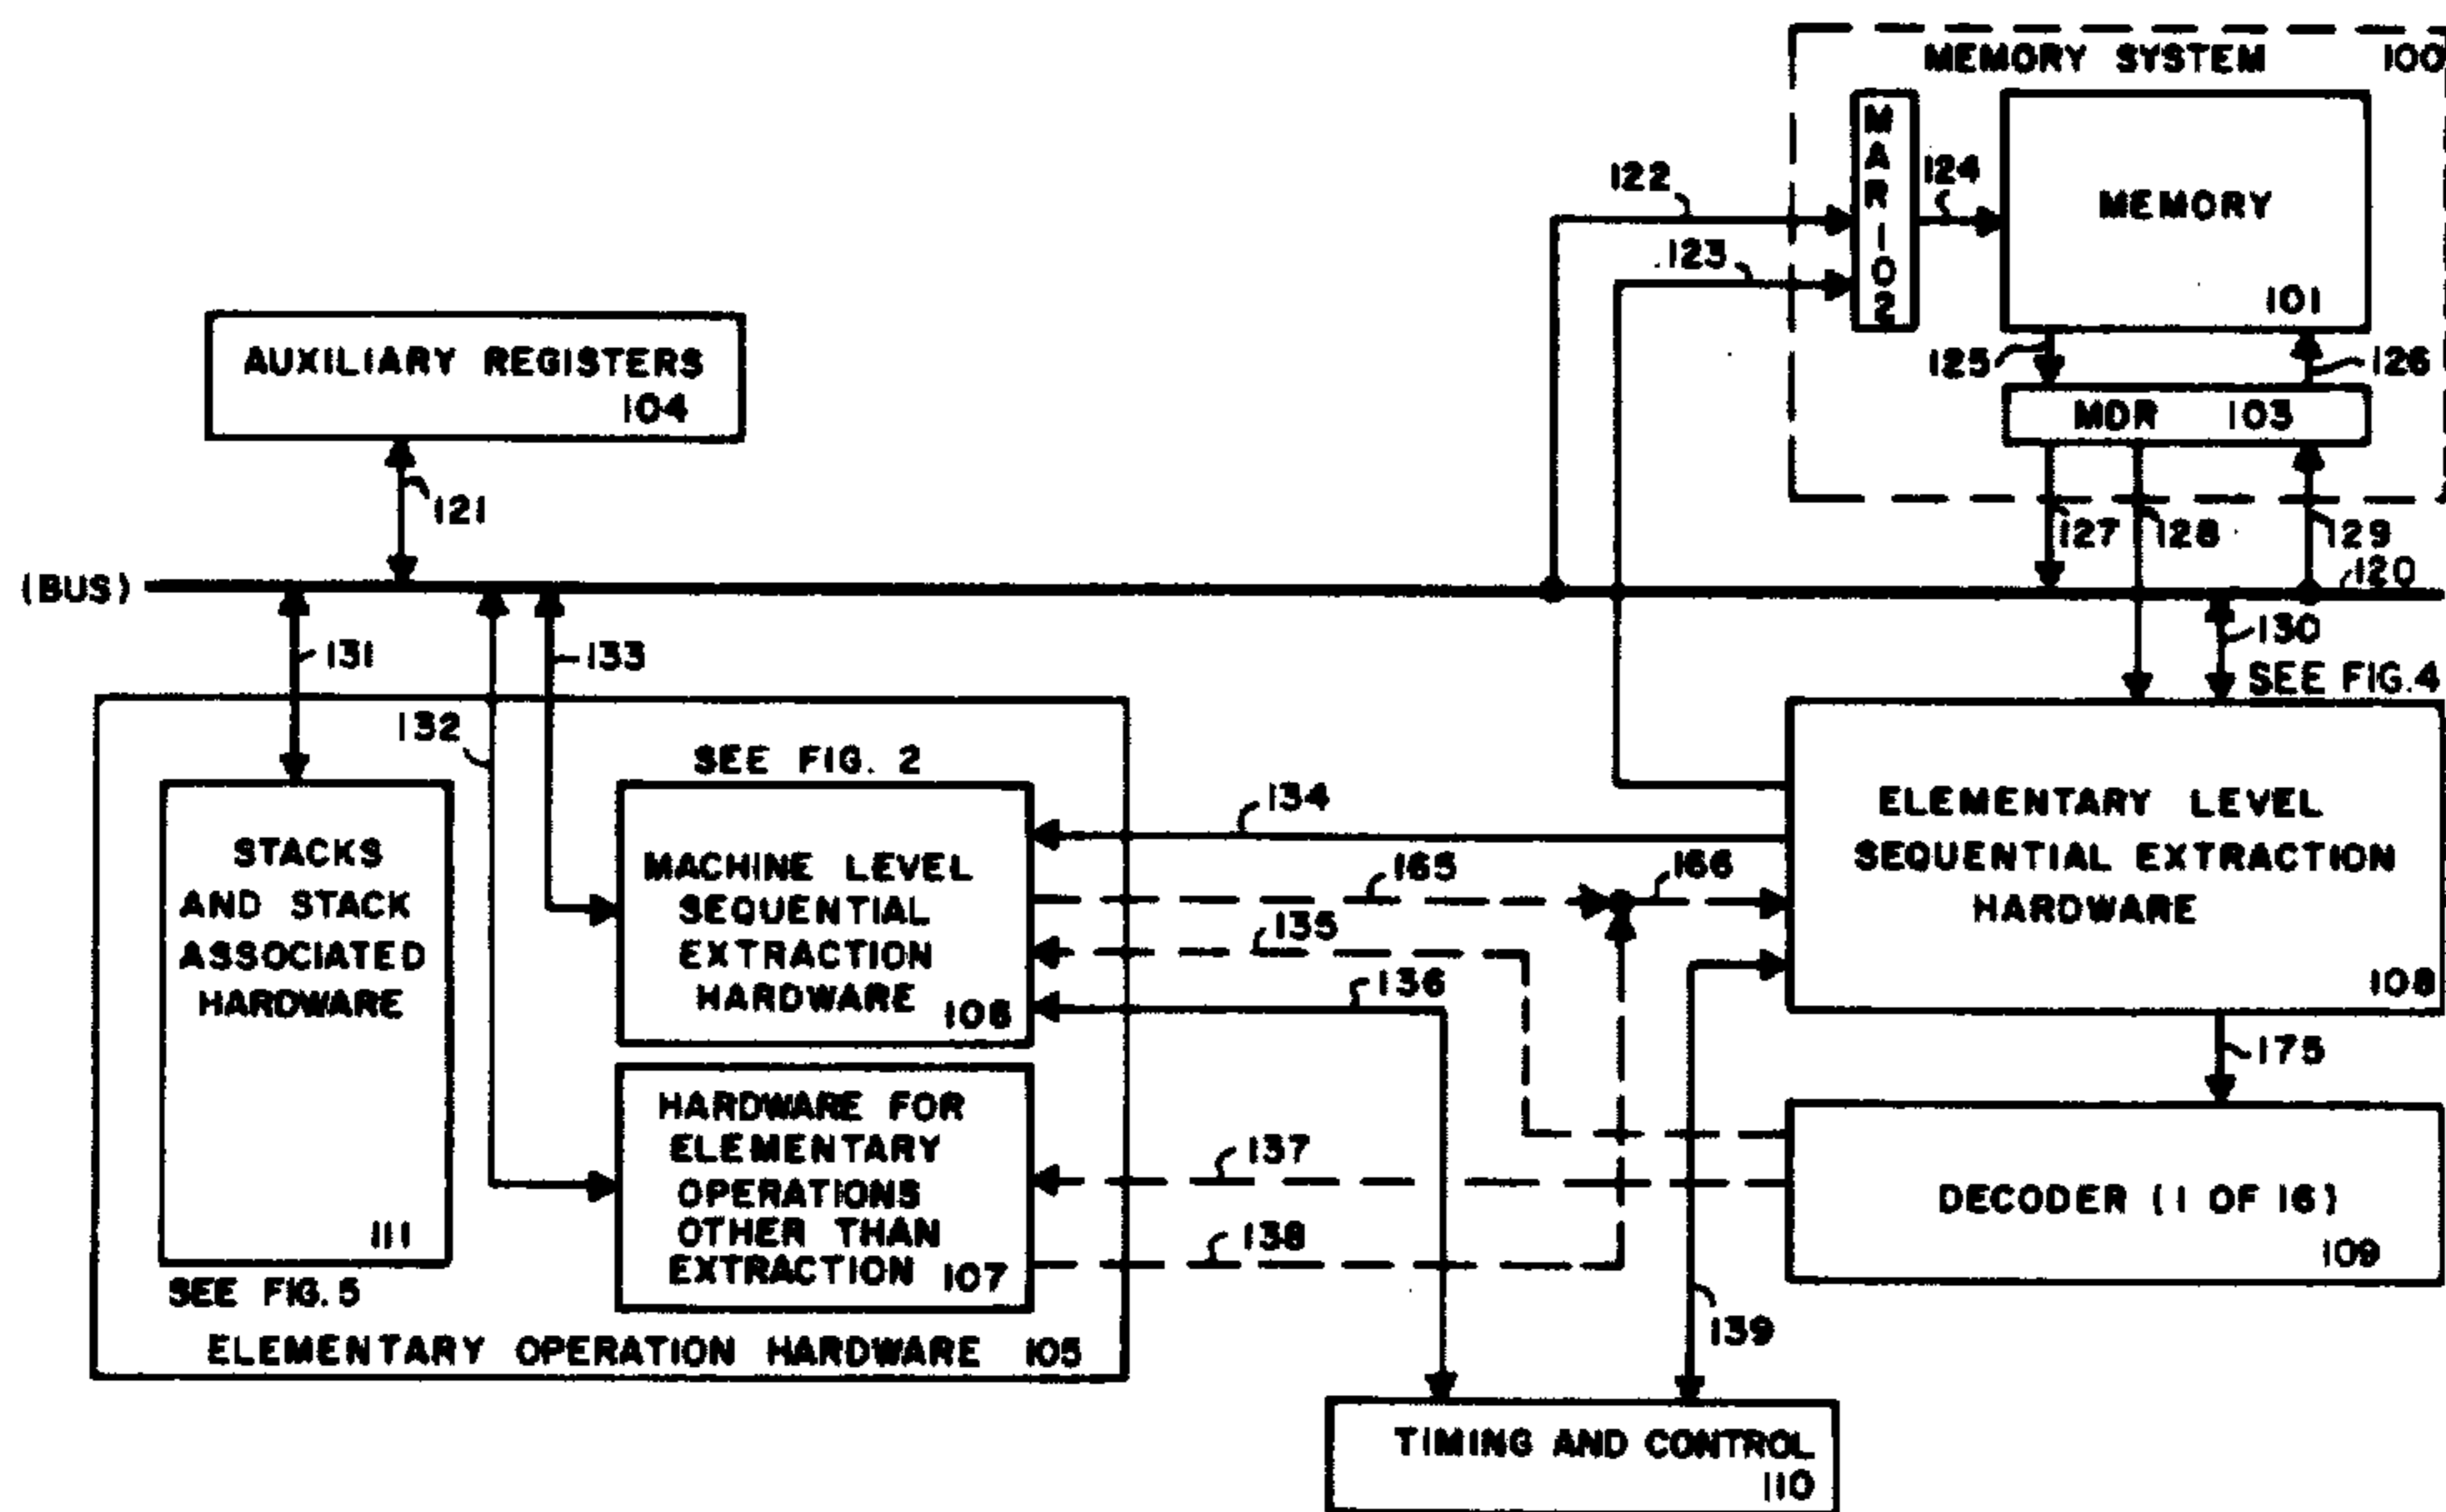 MEMORY SYSTEM 100
MAR 102
MEMORY
101
122
124
123
125
126
MDR 103
AUXILIARY REGISTERS
104
121
127
128
129
(BUS)
120
130
131
133
SEE FIG.4
132
SEE FIG. 2
STACKS
AND STACK
ASSOCIATED
HARDWARE
111
SEE FIG.5
MACHINE LEVEL
SEQUENTIAL
EXTRACTION
HARDWARE
106
134
165
166
135
136
ELEMENTARY LEVEL
SEQUENTIAL EXTRACTION
HARDWARE
108
175
HARDWARE FOR
ELEMENTARY
OPERATIONS
OTHER THAN
EXTRACTION 107
137
138
DECODER (1 OF 16)
109
139
ELEMENTARY OPERATION HARDWARE 105
TIMING AND CONTROL
110